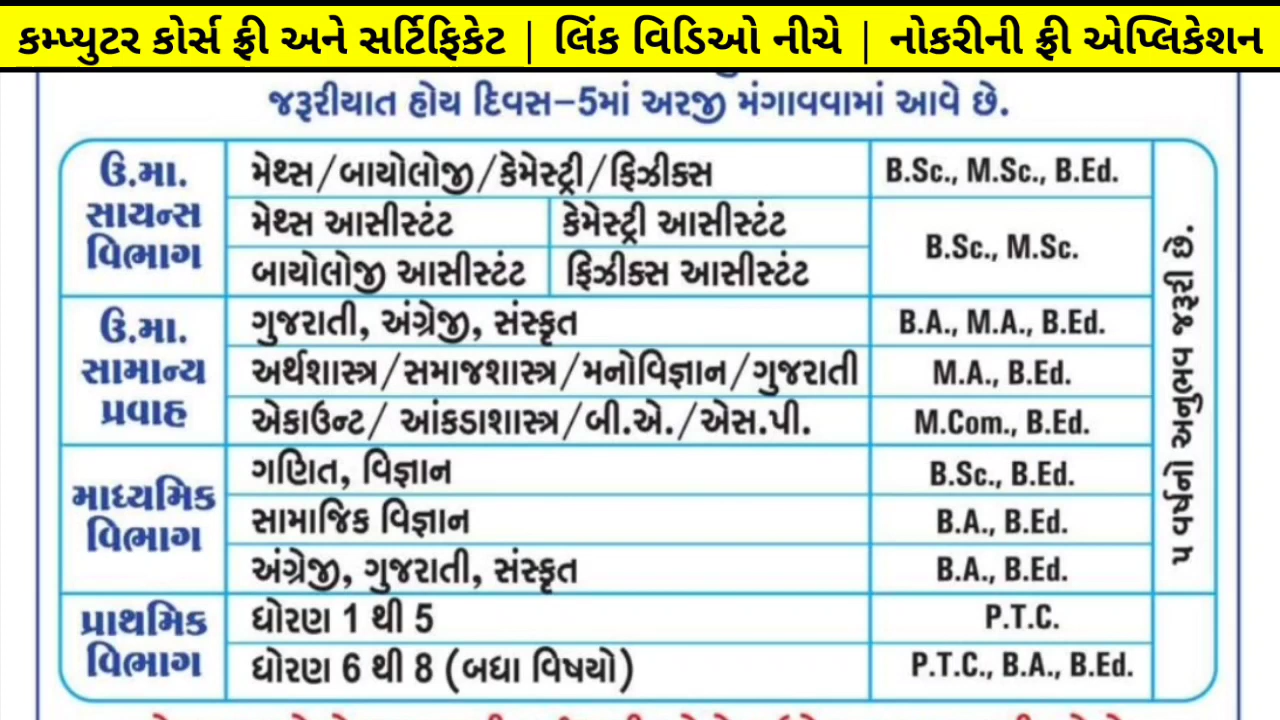 કમ્પ્યુટર કોર્સ ફ્રી અને સર્ટિફિકેટ | લિંક વિડિઓ નીચે | નોકરીની ફ્રી એપ્લિકેશન
જરૂરીયાત હોય દિવસ-5માં અરજી મંગાવવામાં આવે છે.
ઉ.મા.
સાયન્સ
વિભાગ
મેથ્સ/બાયોલોજી/કેમેસ્ટ્રી/ફિઝીક્સ
B.Sc., M.Sc., B.Ed.
મેથ્સ આસીસ્ટંટ
કેમેસ્ટ્રી આસીસ્ટંટ
બાયોલોજી આસીસ્ટંટ
ફિઝીક્સ આસીસ્ટંટ
B.Sc., M.Sc.
ઉ.મા.
સામાન્ય
પ્રવાહ
ગુજરાતી, અંગ્રેજી, સંસ્કૃત
B.A., M.A., B.Ed.
અર્થશાસ્ત્ર/સમાજશાસ્ત્ર/મનોવિજ્ઞાન/ગુજરાતી
M.A., B.Ed.
એકાઉન્ટ/ આંકડાશાસ્ત્ર/બી.એ./એસ.પી.
M.Com., B.Ed.
માધ્યમિક
વિભાગ
ગણિત, વિજ્ઞાન
B.Sc., B.Ed.
સામાજિક વિજ્ઞાન
B.A., B.Ed.
અંગ્રેજી, ગુજરાતી, સંસ્કૃત
B.A., B.Ed.
પ્રાથમિક
વિભાગ
ધોરણ 1 થી 5
P.T.C.
ધોરણ 6 થી 8 (બધા વિષયો)
P.T.C., B.A., B.Ed.
૫ વર્ષનો અનુભવ જરૂરી છે.